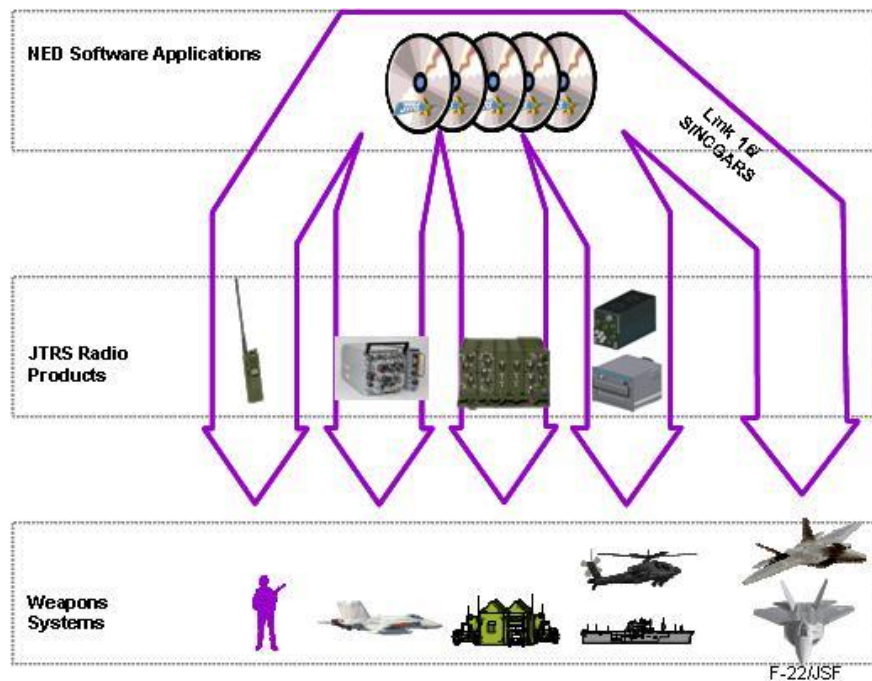 NED Software Applications
Link 16/
SINCGARS
JTRS Radio
Products
Weapons
Systems
F-22/JSF